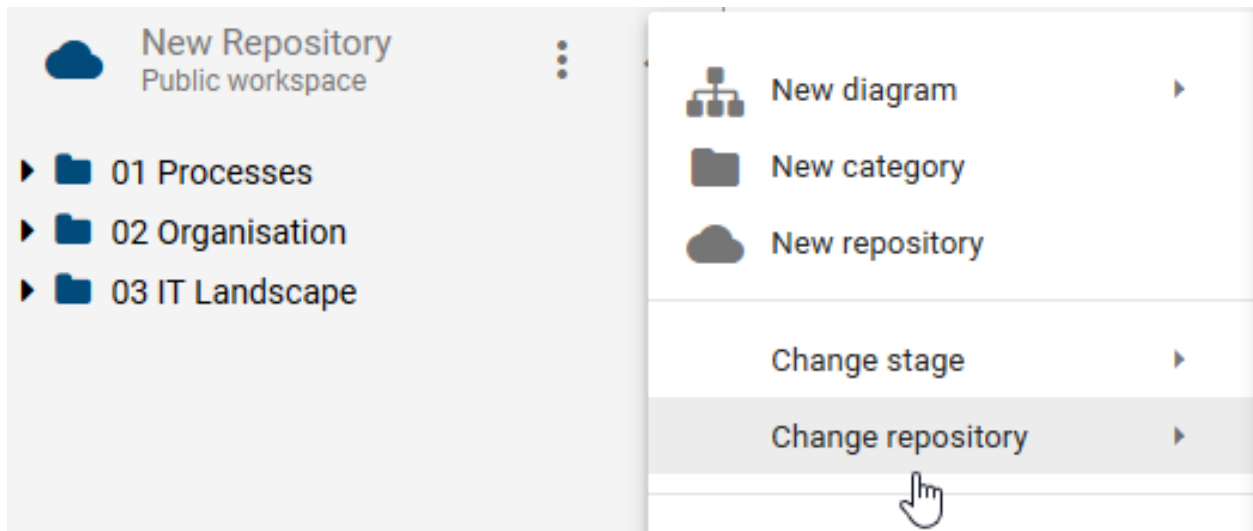 New Repository
Public workspace
01 Processes
02 Organisation
03 IT Landscape
New diagram
New category
New repository
Change stage
Change repository